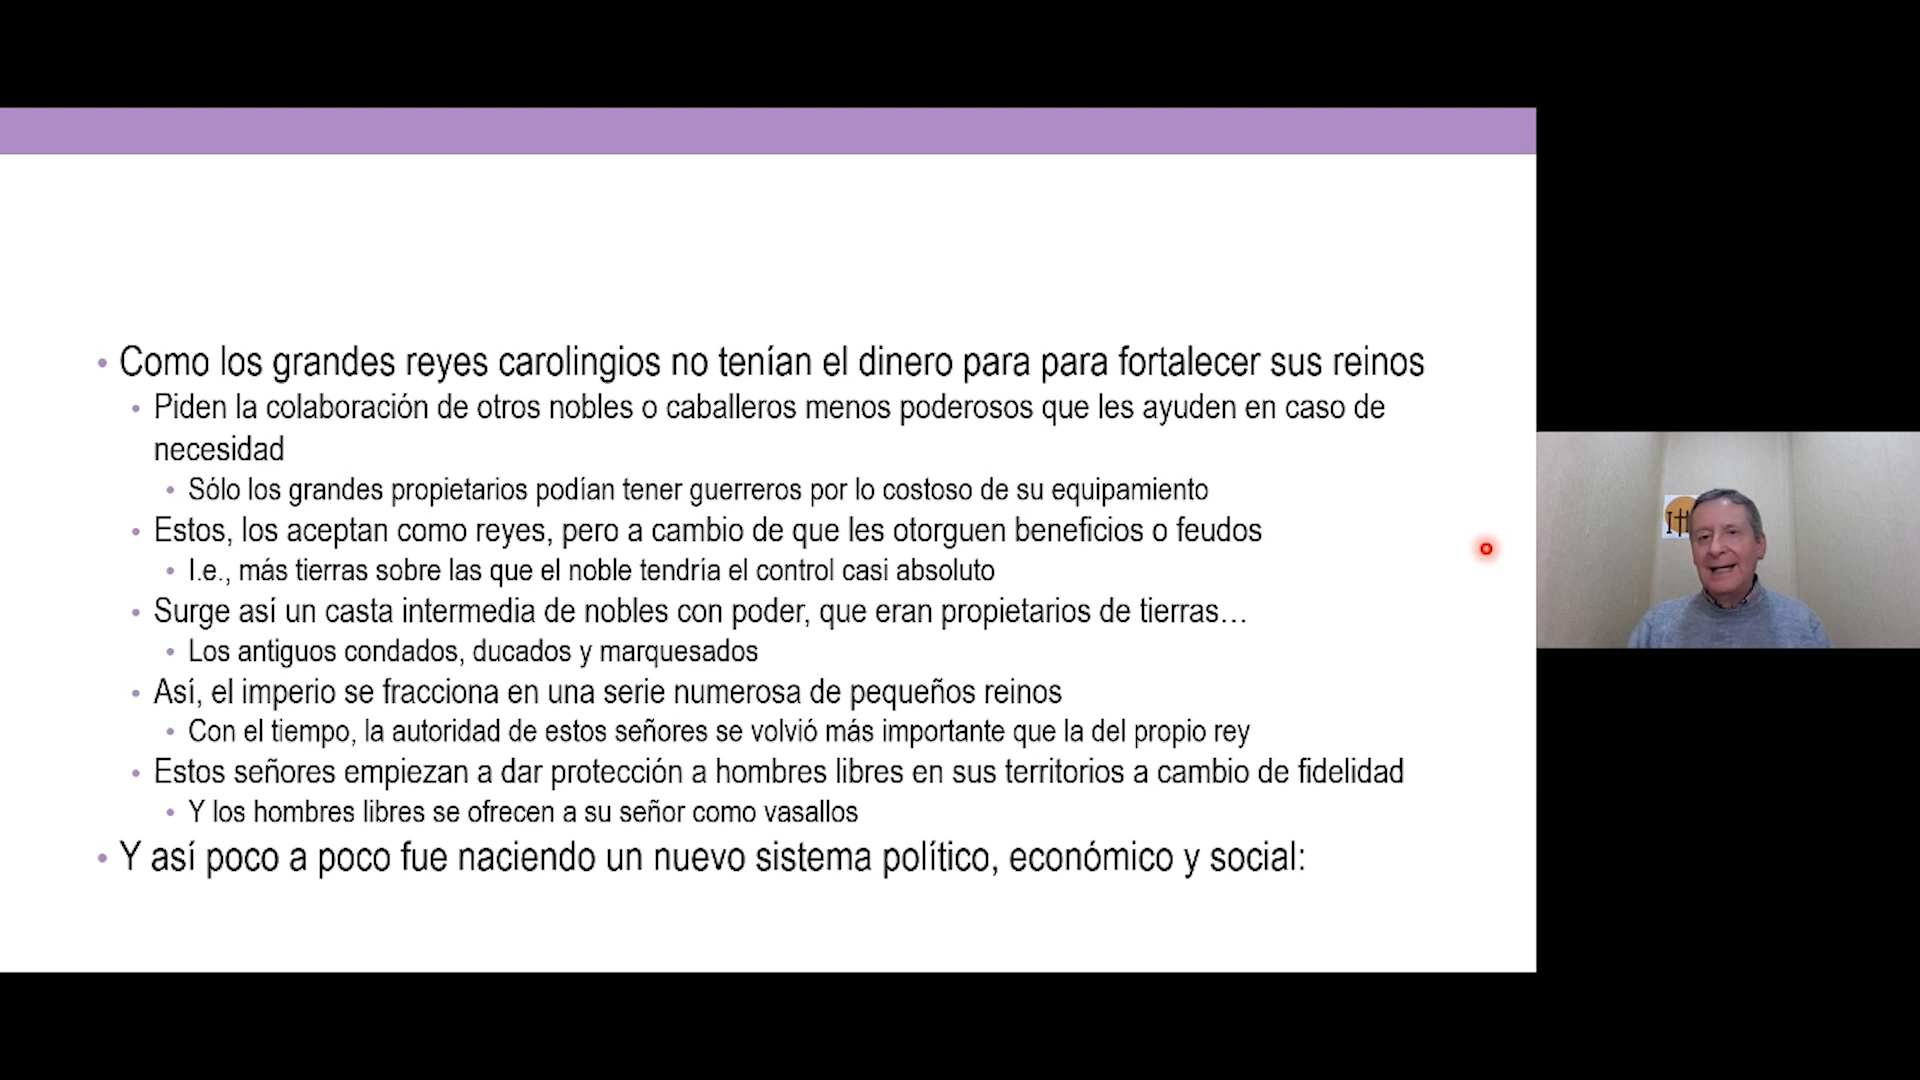 • Como los grandes reyes carolingios no tenían el dinero para para fortalecer sus reinos
• Piden la colaboración de otros nobles o caballeros menos poderosos que les ayuden en caso de
necesidad
• Sólo los grandes propietarios podían tener guerreros por lo costoso de su equipamiento
• Estos, los aceptan como reyes, pero a cambio de que les otorguen beneficios o feudos
• I.e., más tierras sobre las que el noble tendría el control casi absoluto
• Surge así un casta intermedia de nobles con poder, que eran propietarios de tierras…
• Los antiguos condados, ducados y marquesados
• Así, el imperio se fracciona en una serie numerosa de pequeños reinos
• Con el tiempo, la autoridad de estos señores se volvió más importante que la del propio rey
• Estos señores empiezan a dar protección a hombres libres en sus territorios a cambio de fidelidad
• Y los hombres libres se ofrecen a su señor como vasallos
• Y así poco a poco fue naciendo un nuevo sistema político, económico y social: